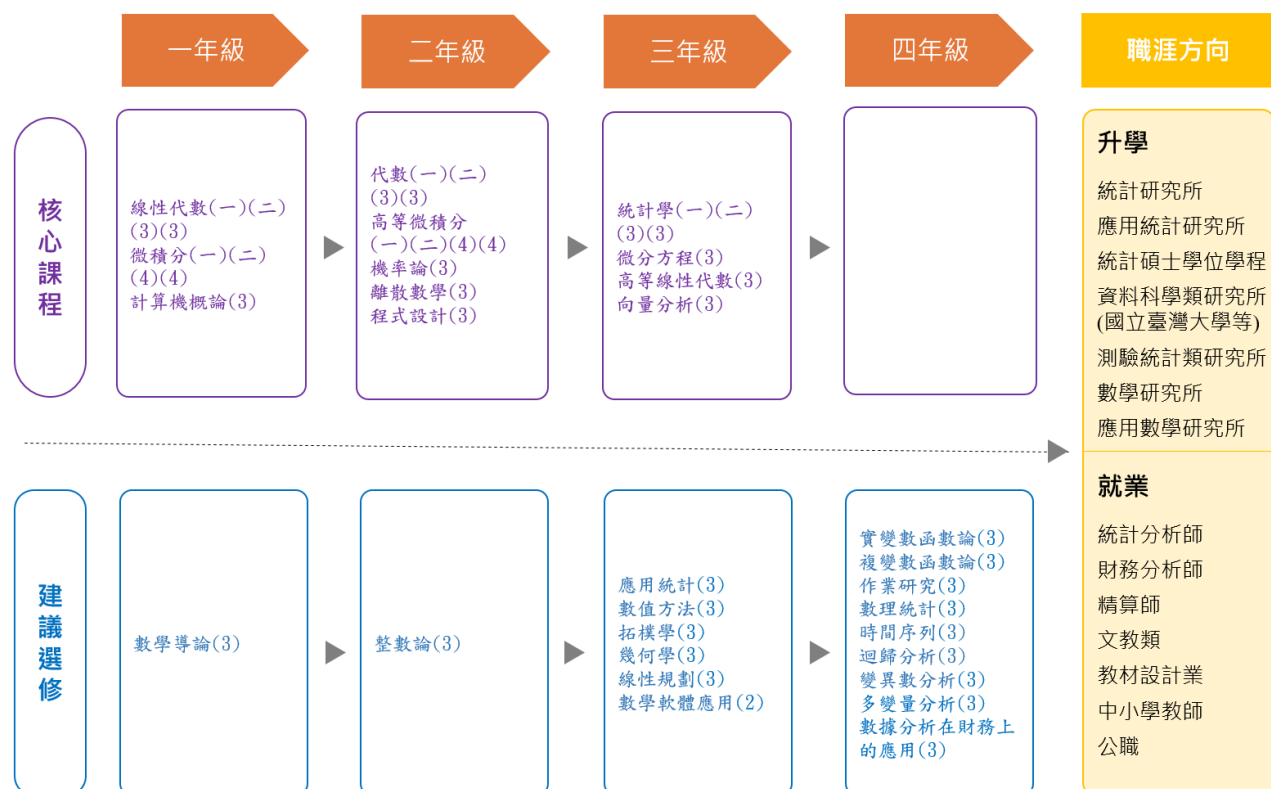 一年級
二年級
三年級
四年級
職涯方向
核心課程
線性代數(一)(二)
(3)(3)
微積分(一)(二)
(4)(4)
計算機概論(3)
代數(一)(二)
(3)(3)
高等微積分
(一)(二)(4)(4)
機率論(3)
離散數學(3)
程式設計(3)
統計學(一)(二)
(3)(3)
微分方程(3)
高等線性代數(3)
向量分析(3)
建議選修
數學導論(3)
整數論(3)
應用統計(3)
數值方法(3)
拓樸學(3)
幾何學(3)
線性規劃(3)
數學軟體應用(2)
實變數函數論(3)
複變數函數論(3)
作業研究(3)
數理統計(3)
時間序列(3)
迴歸分析(3)
變異數分析(3)
多變量分析(3)
數據分析在財務上
的應用(3)
升學
統計研究所
應用統計研究所
統計碩士學位學程
資料科學類研究所
(國立臺灣大學等)
測驗統計類研究所
數學研究所
應用數學研究所
就業
統計分析師
財務分析師
精算師
文教類
教材設計業
中小學教師
公職